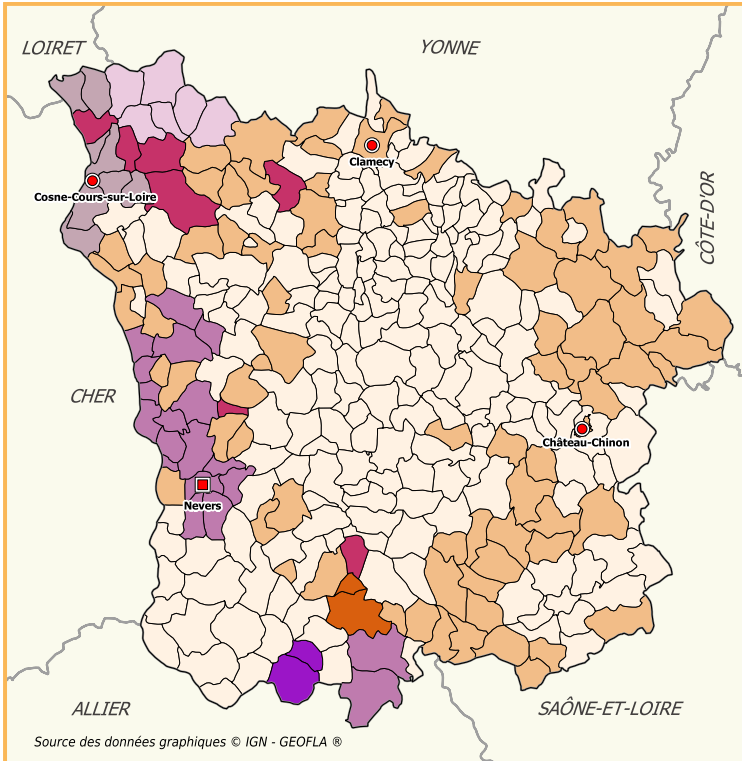 LOIRET
YONNE
Clamecy
Cosne-Cours-sur-Loire
CÔTE-D'OR
CHER
Château-Chinon
Nevers
ALLIER
SAÔNE-ET-LOIRE
Source des données graphiques © IGN - GEOFLA ®